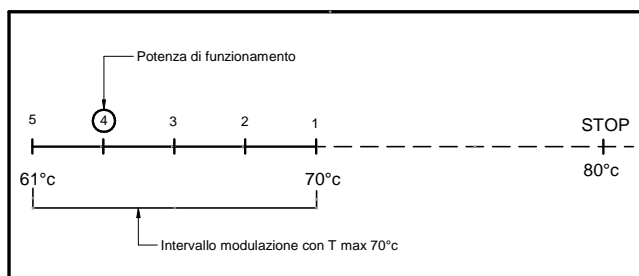 Potenza di funzionamento
5 4 3 2 1 STOP
61°c 70°c 80°c
Intervallo modulazione con T max 70°c